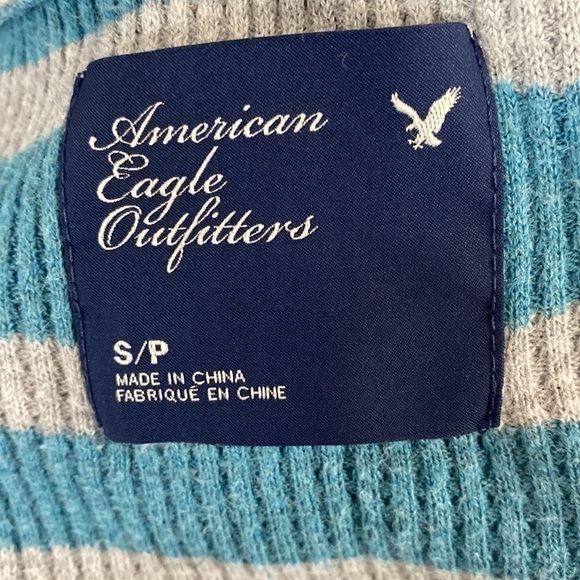 American
Eagle
Outfitters
S/P
MADE IN CHINA
FABRIQUÉ EN CHINE